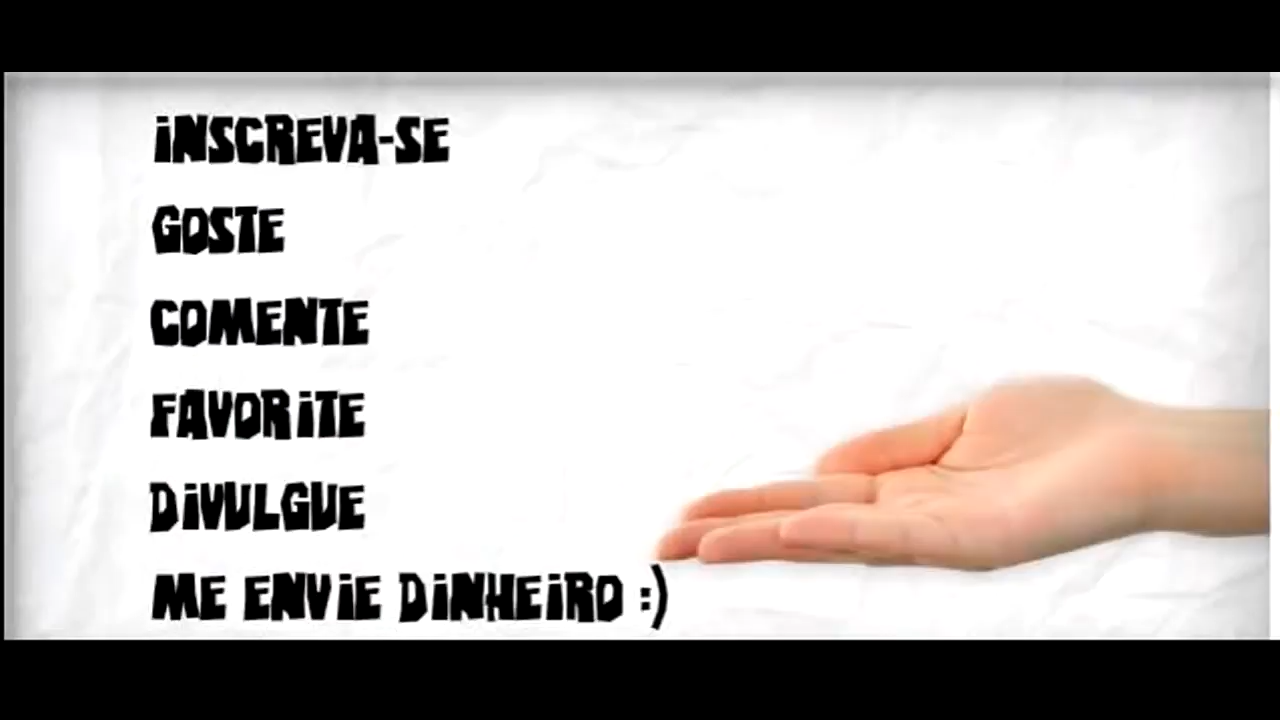 INSCREVA-SE
GOSTE
COMENTE
FAVORITE
DIVULGUE
ME ENVIE DINHEIRO :)